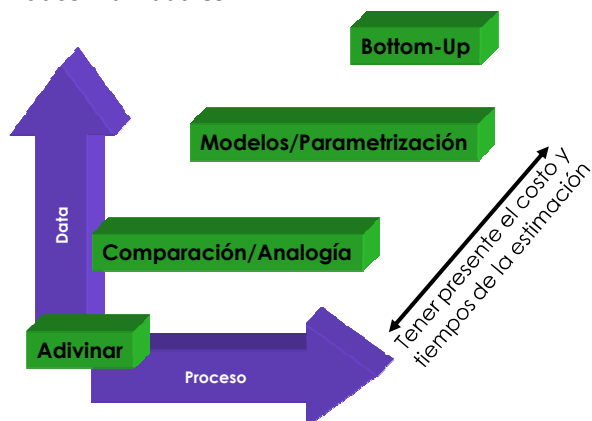 Bottom-Up
Modelos/Parametrización
Data
Comparación/Analogía
Tener presente el costo y
tiempos de la estimación
Adivinar
Proceso